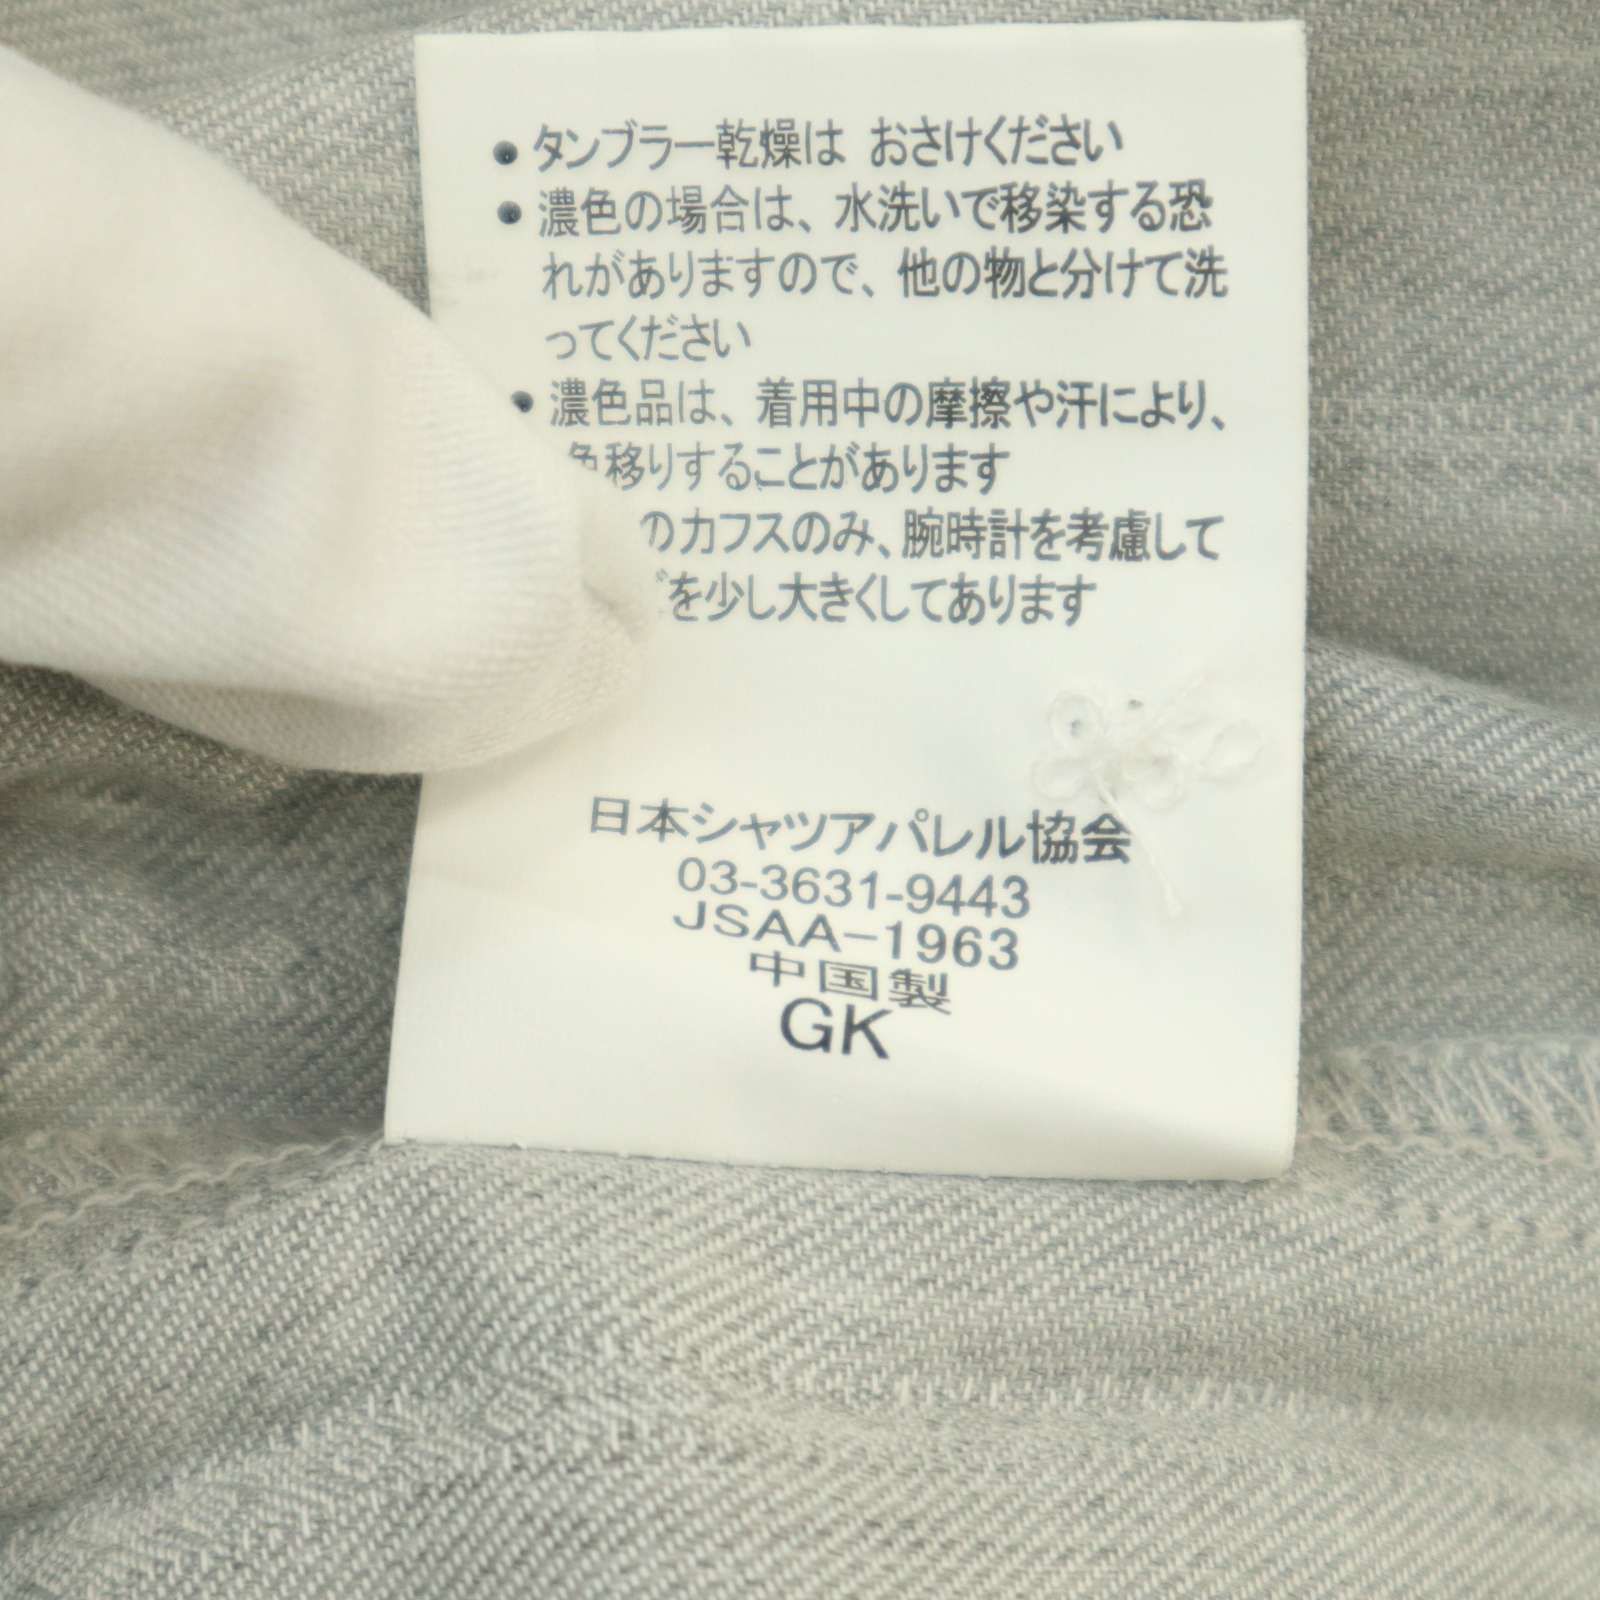 ● タンブラー乾燥は おさけください
● 濃色の場合は、水洗いで移染する恐
れがありますので、他の物と分けて洗
ってください
● 濃色品は、着用中の摩擦や汗により、
色移りすることがあります
のカフスのみ、腕時計を考慮して
を少し大きくしてあります
日本シャツアパレル協会
03-3631-9443
JSAA-1963
中国製
GK